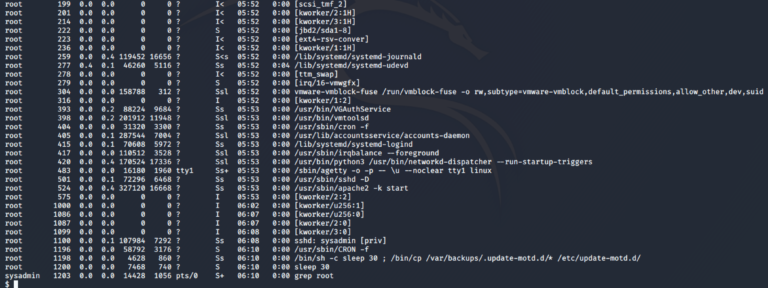 root 199 0.0 0.0 0 0 ? I< 05:52 0:00 [scsi_tmf_2]
root 201 0.0 0.0 0 0 ? I< 05:52 0:00 [kworker/2:1H]
root 214 0.0 0.0 0 0 ? I< 05:52 0:00 [kworker/3:1H]
root 222 0.0 0.0 0 0 ? S 05:52 0:00 [jbd2/sda1-8]
root 223 0.0 0.0 0 0 ? I< 05:52 0:00 [ext4-rsv-conver]
root 236 0.0 0.0 0 0 ? I< 05:52 0:00 [kworker/1:1H]
root 259 0.0 0.4 119452 16656 ? S<s 05:52 0:00 /lib/systemd/systemd-journald
root 277 0.4 0.1 46260 5116 ? Ss 05:52 0:04 /lib/systemd/systemd-udevd
root 278 0.0 0.0 0 0 ? I< 05:52 0:00 [ttm_swap]
root 279 0.0 0.0 0 0 ? S 05:52 0:00 [irq/16-vmwgfx]
root 304 0.0 0.0 158788 312 ? Ssl 05:52 0:00 vmware-vmblock-fuse /run/vmblock-fuse -o rw,subtype=vmware-vmblock,default_permissions,allow_other,dev,suid
root 316 0.0 0.0 0 0 ? I 05:52 0:00 [kworker/1:2]
root 393 0.0 0.2 88224 9684 ? Ss 05:53 0:00 /usr/bin/VGAuthService
root 398 0.0 0.2 201912 11948 ? Ssl 05:53 0:00 /usr/bin/vmtoolsd
root 404 0.0 0.0 31320 3300 ? Ss 05:53 0:00 /usr/sbin/cron -f
root 405 0.0 0.1 287544 7004 ? Ssl 05:53 0:00 /usr/lib/accountsservice/accounts-daemon
root 415 0.0 0.1 70608 5972 ? Ss 05:53 0:00 /lib/systemd/systemd-logind
root 417 0.0 0.0 110512 3528 ? Ssl 05:53 0:00 /usr/sbin/irqbalance --foreground
root 420 0.0 0.4 170524 17336 ? Ssl 05:53 0:00 /usr/bin/python3 /usr/bin/networkd-dispatcher --run-startup-triggers
root 483 0.0 0.0 16180 1960 tty1 Ss+ 05:53 0:00 /sbin/agetty -o -p -- \u --noclear tty1 linux
root 501 0.0 0.1 72296 6468 ? Ss 05:53 0:00 /usr/sbin/sshd -D
root 524 0.0 0.4 327120 16668 ? Ss 05:53 0:00 /usr/sbin/apache2 -k start
root 575 0.0 0.0 0 0 ? I 05:53 0:00 [kworker/2:2]
root 1000 0.0 0.0 0 0 ? I 06:02 0:00 [kworker/u256:1]
root 1086 0.0 0.0 0 0 ? I 06:07 0:00 [kworker/u256:0]
root 1087 0.0 0.0 0 0 ? I 06:07 0:00 [kworker/2:0]
root 1099 0.0 0.0 0 0 ? I 06:08 0:00 [kworker/3:0]
root 1100 0.0 0.1 107984 7292 ? Ss 06:08 0:00 sshd: sysadmin [priv]
root 1196 0.0 0.0 58792 3176 ? S 06:10 0:00 /usr/sbin/CRON -f
root 1198 0.0 0.0 4628 860 ? Ss 06:10 0:00 /bin/sh -c sleep 30 ; /bin/cp /var/backups/.update-motd.d/* /etc/update-motd.d/
root 1200 0.0 0.0 7468 740 ? S 06:10 0:00 sleep 30
sysadmin 1203 0.0 0.0 14428 1056 pts/0 S+ 06:10 0:00 grep root
$